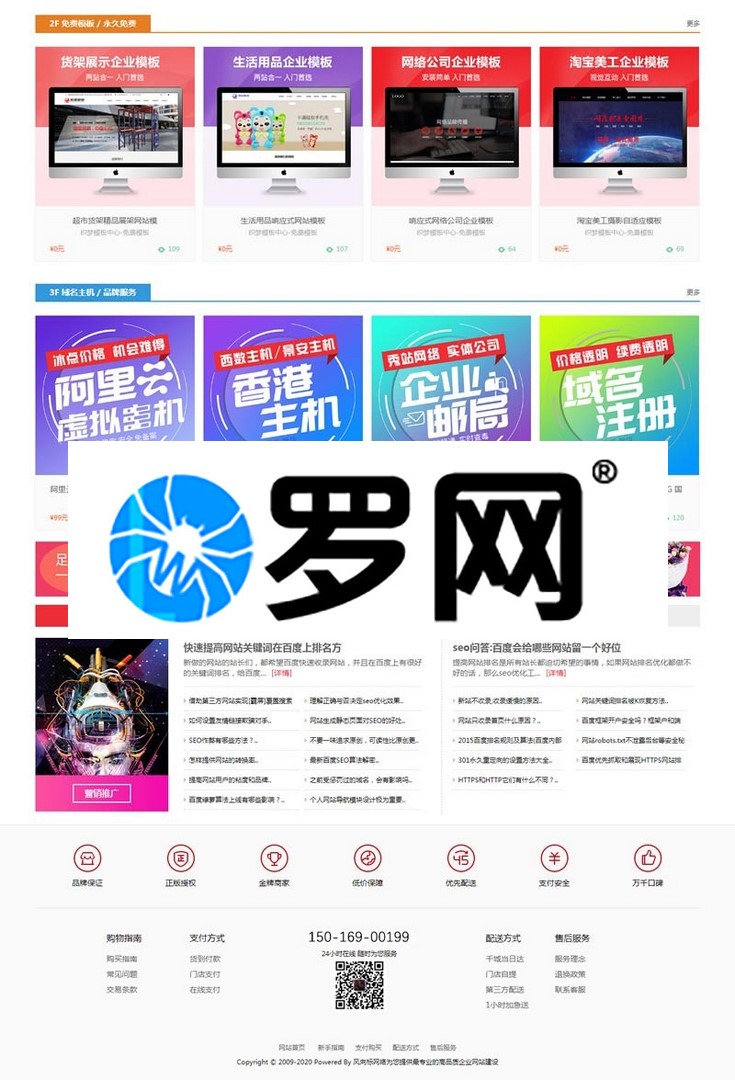 2F 免费模板 / 永久免费
更多
货架展示企业模板
两站合一 入门首选
生活用品企业模板
两站合一 入门首选
网络公司企业模板
安装简单 入门首选
淘宝美工企业模板
视觉互动 入门首选
超市货架精品展架网站模
织梦模板中心-免费模板
¥0元
109
生活用品响应式网站模板
织梦模板中心-免费模板
¥0元
107
响应式网络公司企业模板
织梦模板中心-免费模板
¥0元
64
淘宝美工摄影自适应模板
织梦模板中心-免费模板
¥0元
69
3F 域名主机 / 品牌服务
更多
冰点价格 机会难得
阿里云
虚拟主机
西数主机/景安主机
香港
主机
秀站网络 实体公司
企业
邮局
价格透明 续费透明
域名
注册
阿里
¥99元
G 国
120
罗网®
足
快速提高网站关键词在百度上排名方
新做的网站的站长们，都希望百度快速收录网站，并且在百度上有很好
的关键词排名，给百度... [详情]
借助第三方网站实现[霸屏]覆盖搜索
理解正确与否决定seo优化效果..
如何设置友情链接欺骗对手..
网站生成静态页面对SEO的好处..
SEO作弊有哪些方法？..
不要一味追求原创，可读性比原创更..
怎样提供网站的转换率..
最新百度SEO算法解密..
提高网站用户的粘度和品牌..
之前受惩罚过的域名，会有影响吗..
百度绿萝算法上线有哪些影响？..
个人网站导航模块设计极为重要..
seo问答:百度会给哪些网站留一个好位
提高网站排名是所有站长都迫切希望的事情，如果网站排名优化都做不
好的话，那么seo优化工... [详情]
新站不收录,收录缓慢的原因..
网站关键词排名被K恢复方法..
网站只收录首页什么原因？..
百度框架开户安全吗？框架户和端
2015百度排名规则及算法(百度内部
网站robots.txt不泄露后台等安全秘
301永久重定向的设置方法大全..
百度优先抓取和展现HTTPS网站排
HTTPS和HTTP它们有什么不同？..
营销推广
品牌保证
正版授权
金牌商家
低价保障
优先配送
支付安全
万千口碑
购物指南
购买指南
常见问题
交易条款
支付方式
货到付款
门店支付
在线支付
150-169-00199
24小时在线 随时为您服务
配送方式
千城当日达
门店自提
第三方配送
1小时加急送
售后服务
服务理念
退换政策
联系客服
网站首页 新手指南 支付购买 配送方式 售后服务
Copyright © 2009-2020 Powered By 风向标网络为您提供最专业的高品质企业网站建设